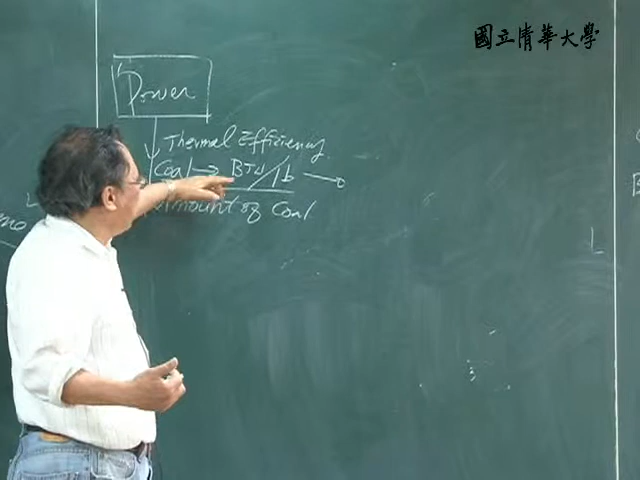 國立清華大學
Power
Thermal Efficiency
Coal → BTU/lb →
Amount of Coal